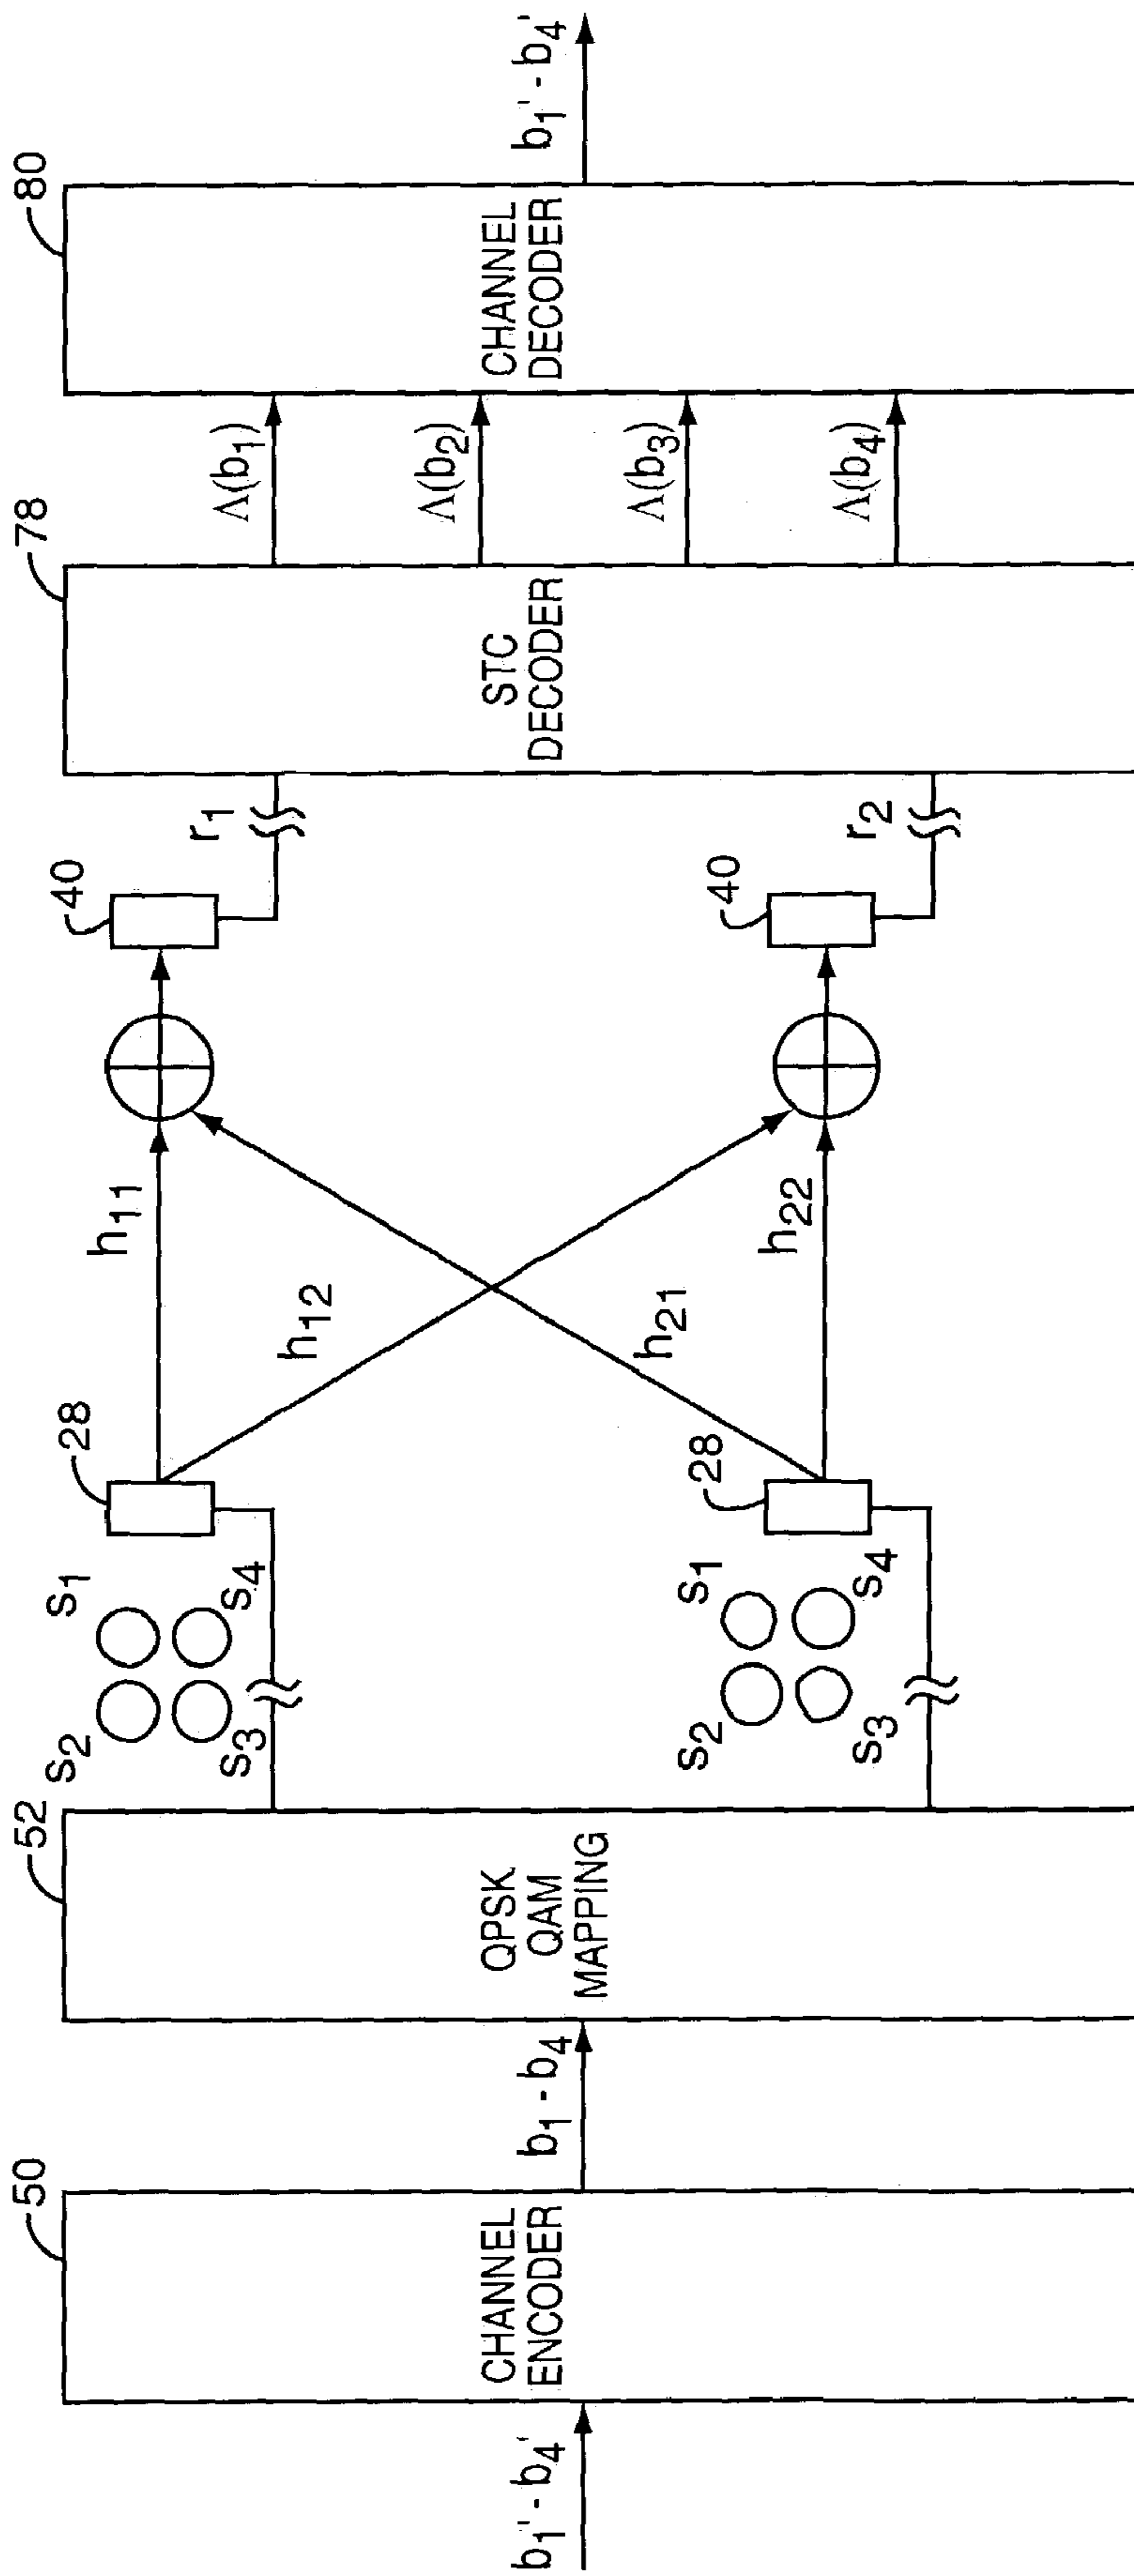 b₁' - b₄'
50
CHANNEL
ENCODER
b₁ - b₄
52
QPSK
QAM
MAPPING
s₂ s₁
s₃ s₄
28
s₂ s₁
s₃ s₄
28
h₁₁
h₁₂
h₂₁
h₂₂
40
r₁
40
r₂
78
STC
DECODER
Λ(b₁)
Λ(b₂)
Λ(b₃)
Λ(b₄)
80
CHANNEL
DECODER
b₁' - b₄'